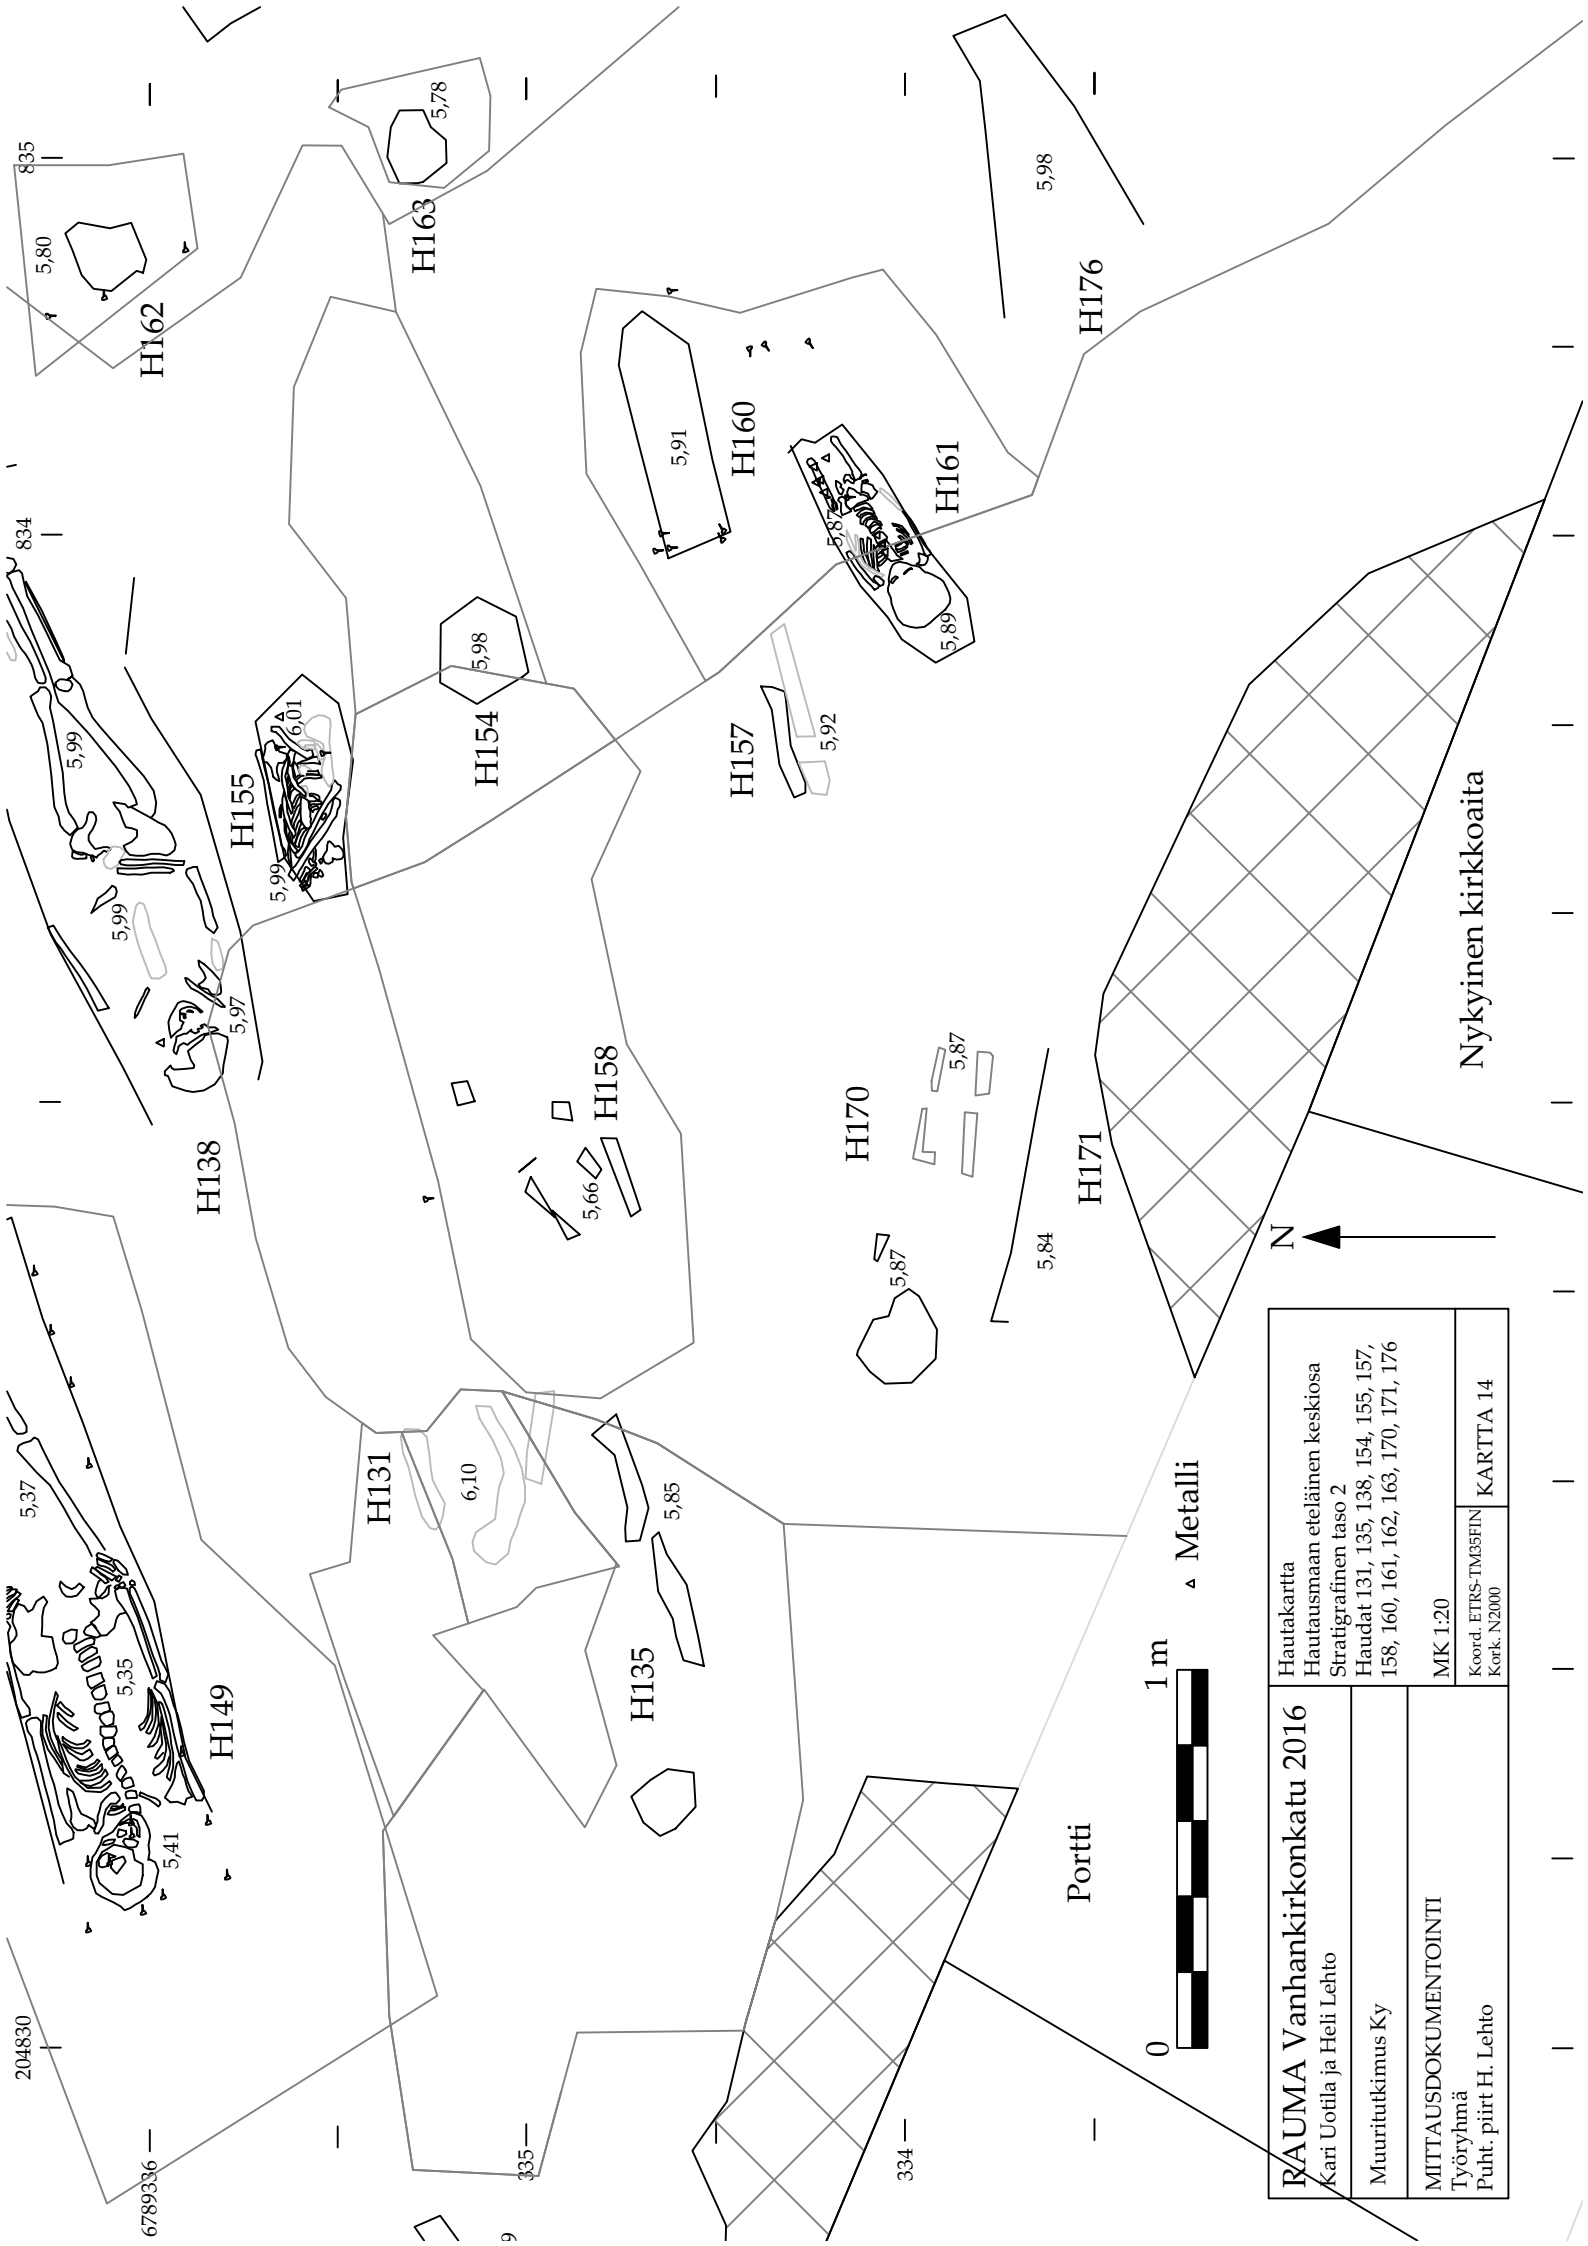 204830
834
835
6789336
335
334
5,37
5,35
5,41
H149
5,99
5,99
5,97
H138
5,80
H162
5,78
H163
6,01
5,99
H155
5,98
H154
H131
6,10
5,66
H158
5,91
H160
5,87
5,89
H161
5,92
H157
5,98
H176
5,85
H135
5,87
5,87
H170
5,84
H171
Portti
Nykyinen kirkkoaita
N
0
1 m
Metalli
RAUMA Vanhankirkonkatu 2016
Kari Uotila ja Heli Lehto
Muuritutkimus Ky
MITTAUSDOKUMENTOINTI
Työryhmä
Puht. piirt H. Lehto
Hautakartta
Hautausmaan eteläinen keskiosa
Stratigrafinen taso 2
Haudat 131, 135, 138, 154, 155, 157,
158, 160, 161, 162, 163, 170, 171, 176
MK 1:20
Koord. ETRS-TM35FIN
Kork. N2000
KARTTA 14